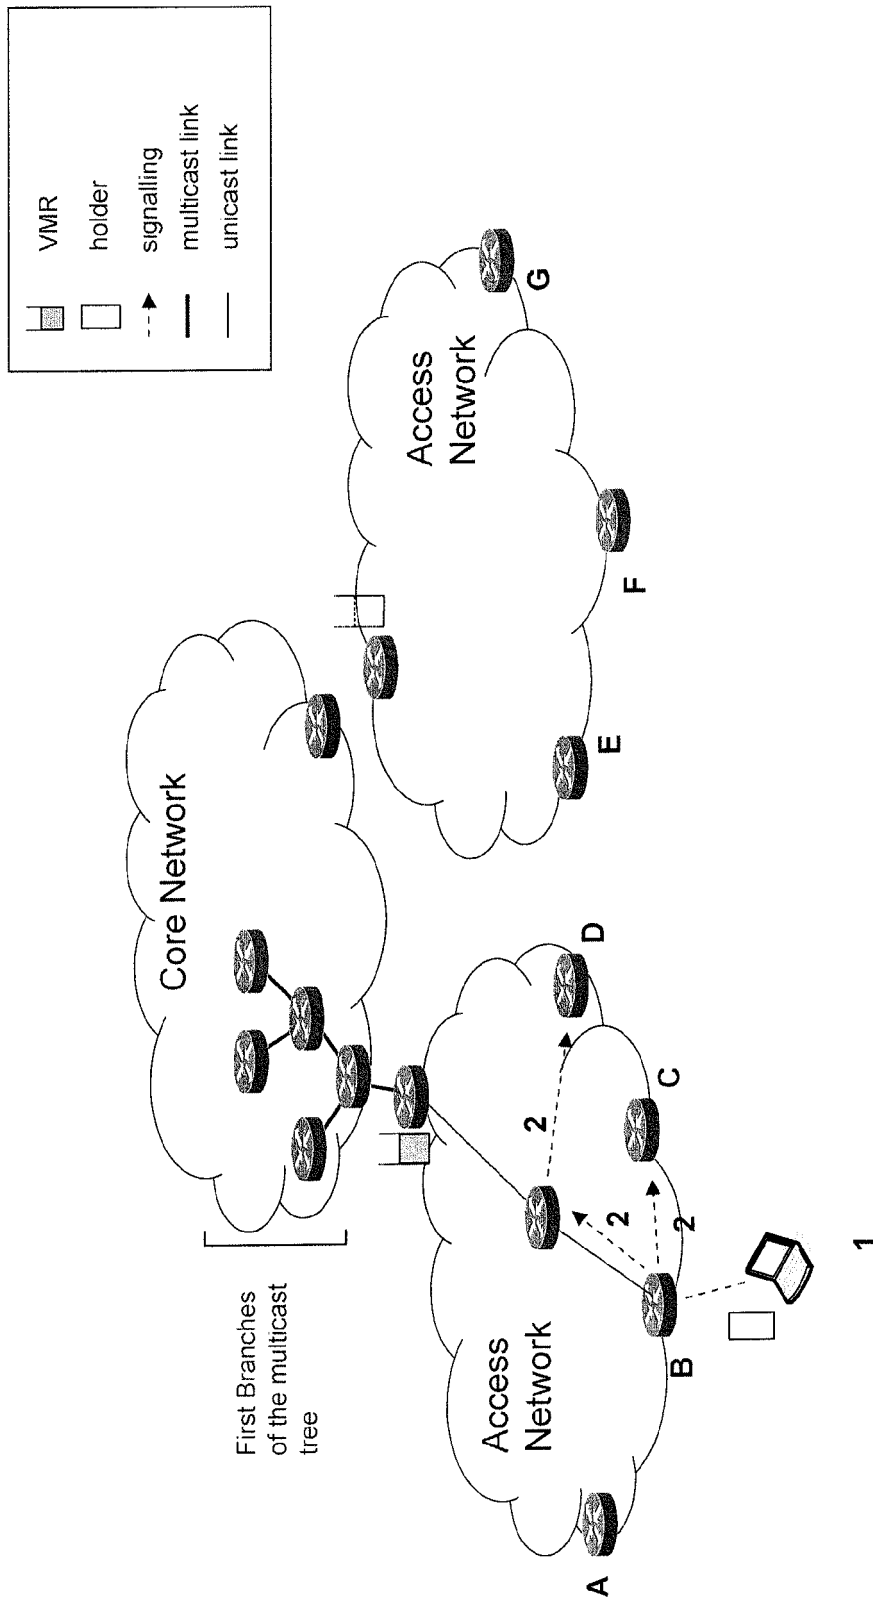 VMR
holder
signalling
multicast link
unicast link
Core Network
First Branches
of the multicast
tree
Access
Network
Access
Network
2
2
2
A
B
C
D
E
F
G
1